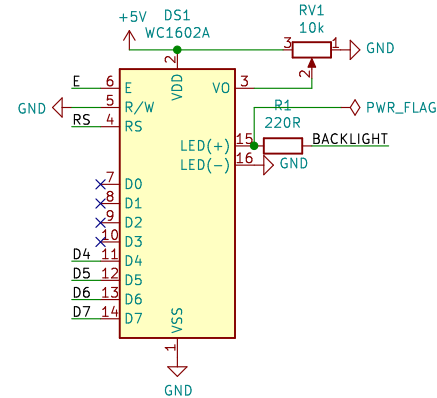 +5V
DS1
WC1602A
RV1
10k
3
1
GND
2
2
VDD
E
6
E
VO
3
GND
5
R/W
RS
4
RS
PWR_FLAG
R1
220R
LED(+)
15
BACKLIGHT
LED(-)
16
GND
7
D0
8
D1
9
D2
10
D3
D4
11
D4
D5
12
D5
D6
13
D6
D7
14
D7
VSS
1
GND